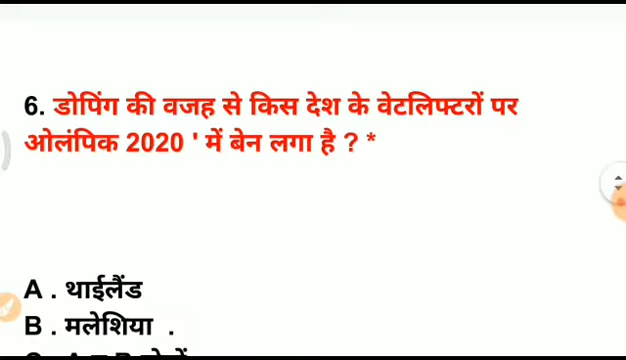 6. डोपिंग की वजह से किस देश के वेटलिफ्टरों पर
ओलंपिक 2020 ' में बेन लगा है ? *
A . थाईलैंड
B . मलेशिया .